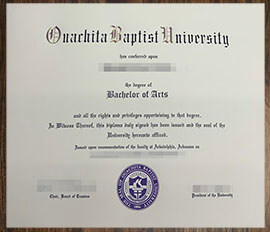 Ouachita Baptist University
has conferred upon
the degree of
Bachelor of Arts
and all the rights and privileges appertaining to that degree.
In Witness Thereof, this diploma duly signed has been issued and the seal of the
University hereunto affixed.
Award upon recommendation of the faculty at Arkadelphia, Arkansas on
Chair, Board of Trustees
President of the University